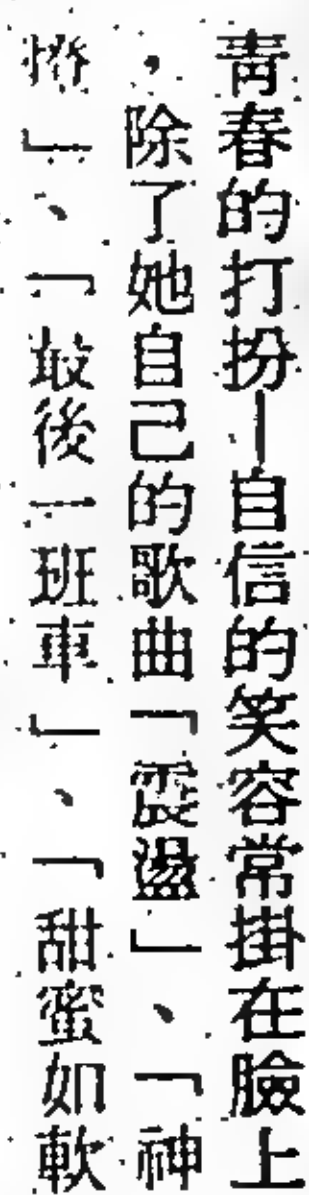 青春的打扮—自信的笑容常掛在臉上
，除了她自己的歌曲「震盪」、「神
」、「最後一班車」、「甜蜜如軟